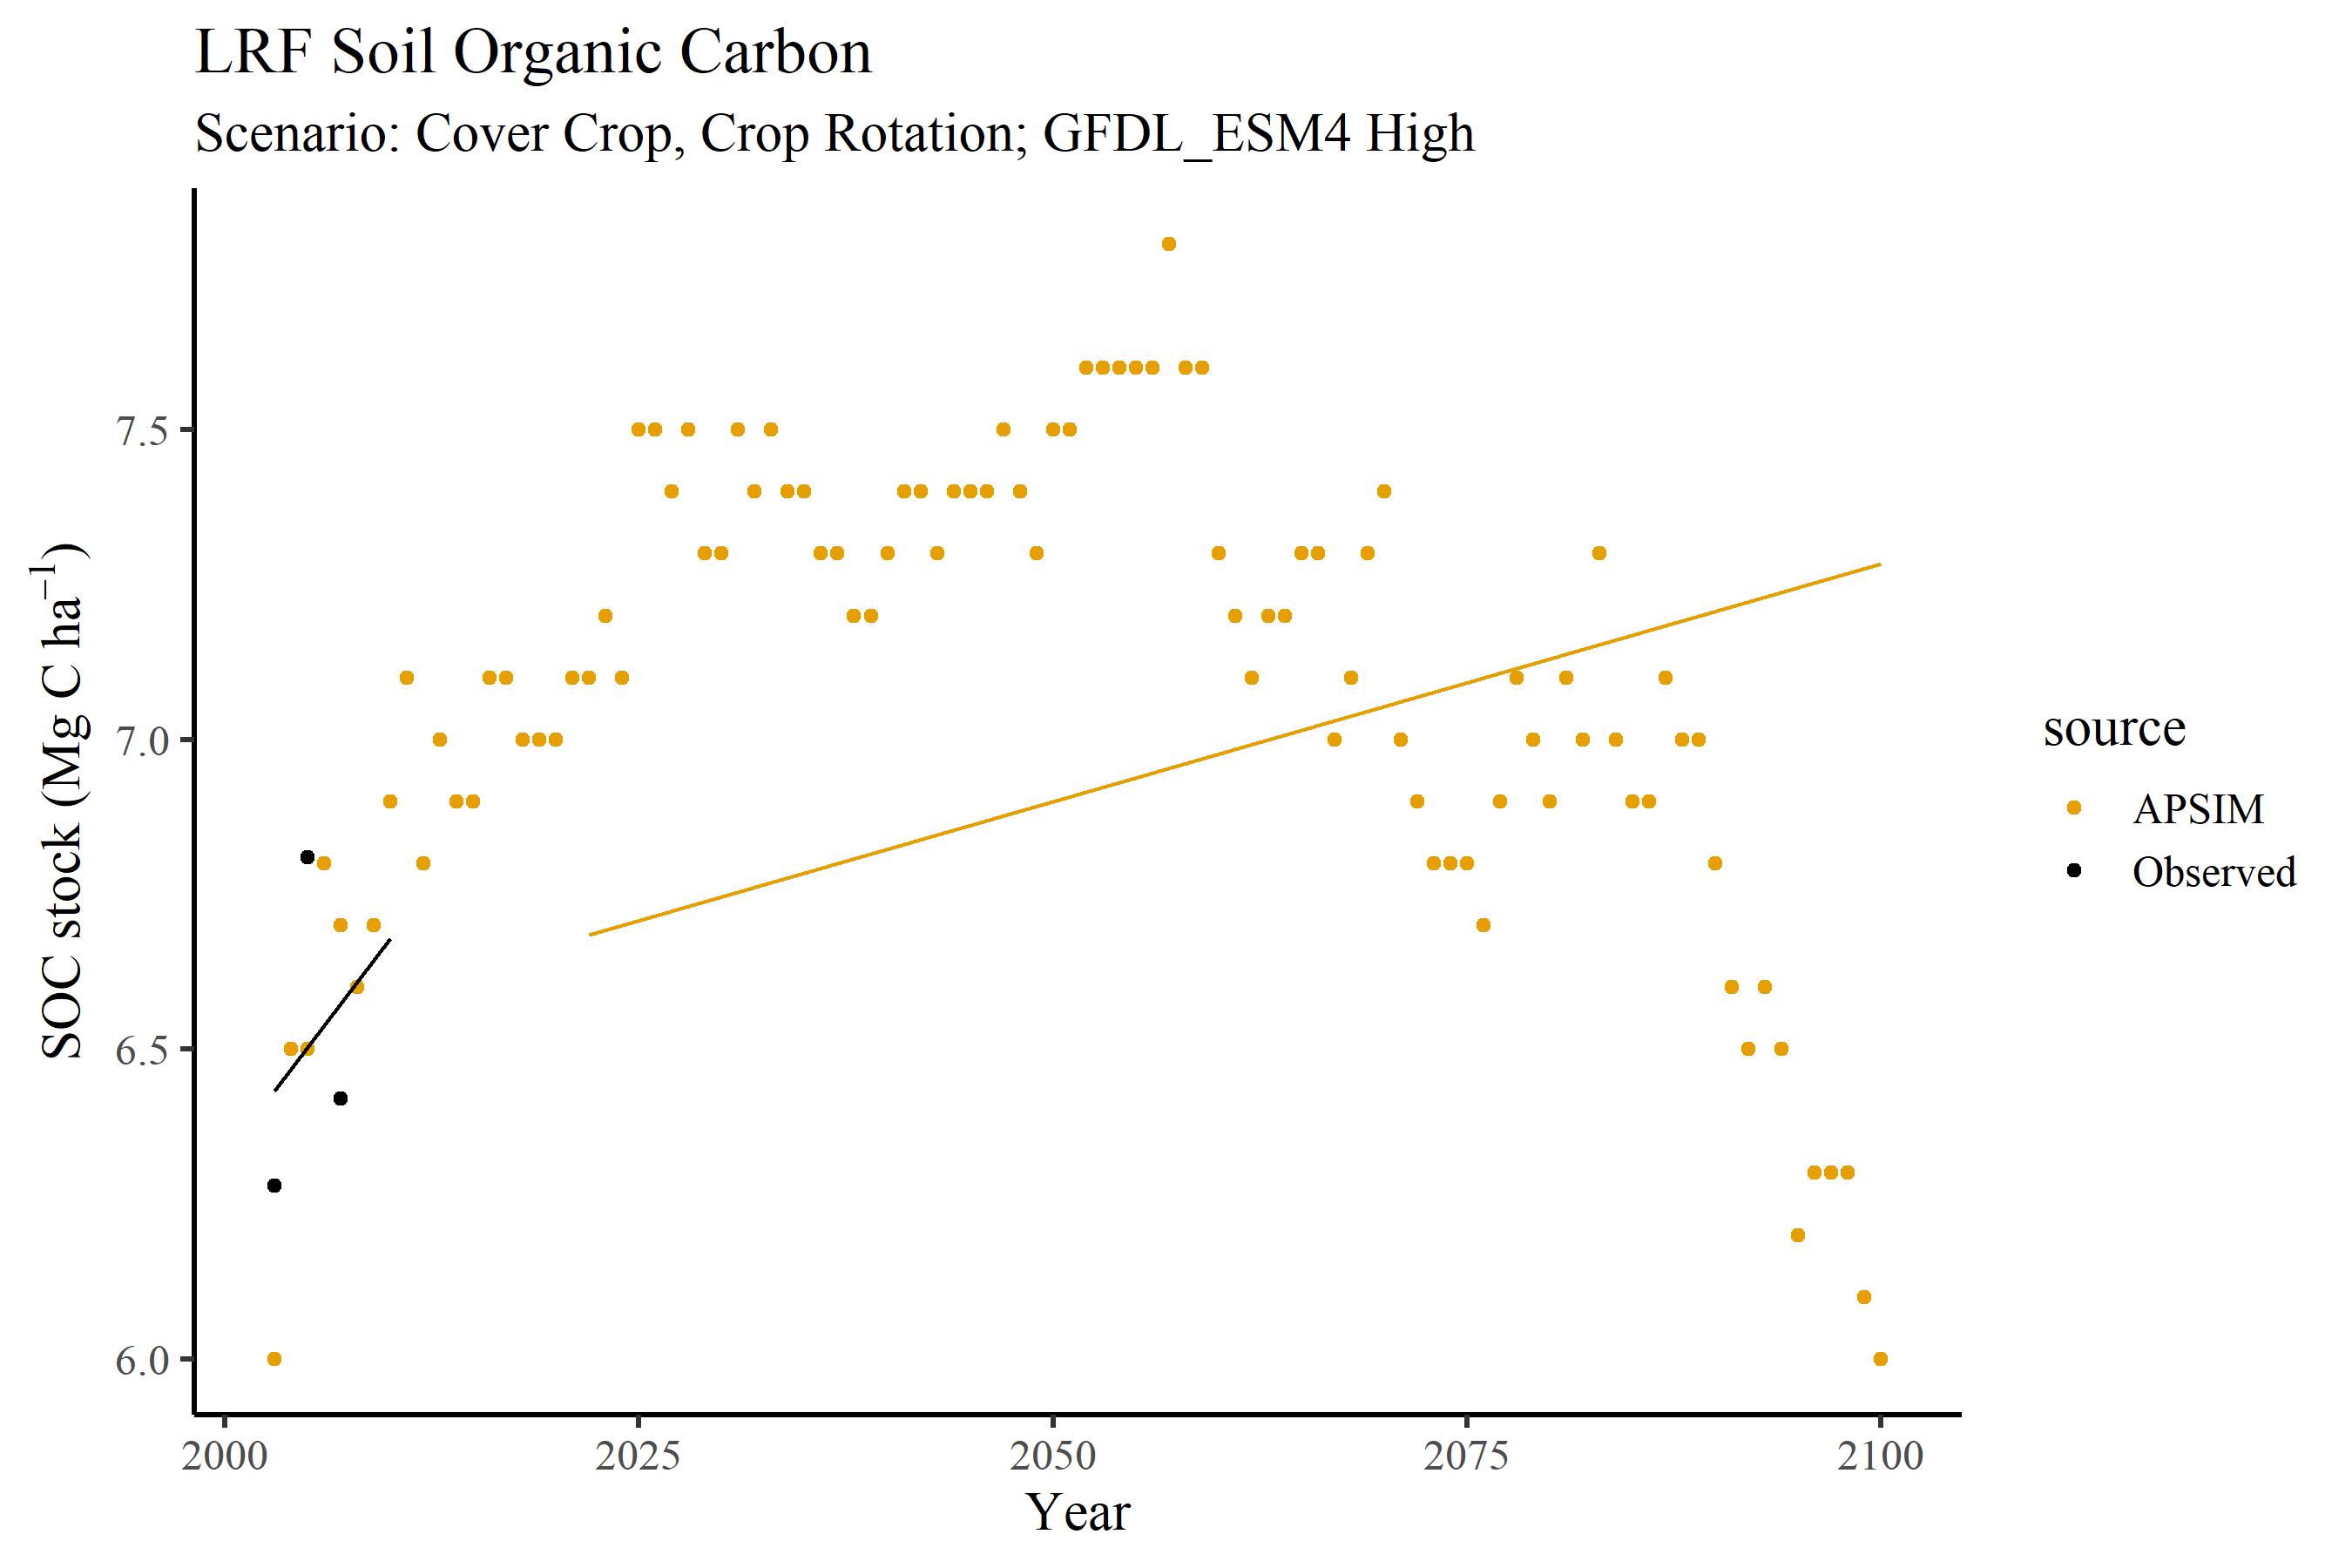 LRF Soil Organic Carbon
Scenario: Cover Crop, Crop Rotation; GFDL_ESM4 High
SOC stock (Mg C ha⁻¹)
7.5
7.0
6.5
6.0
2000 2025 2050 2075 2100
Year
source
APSIM
Observed